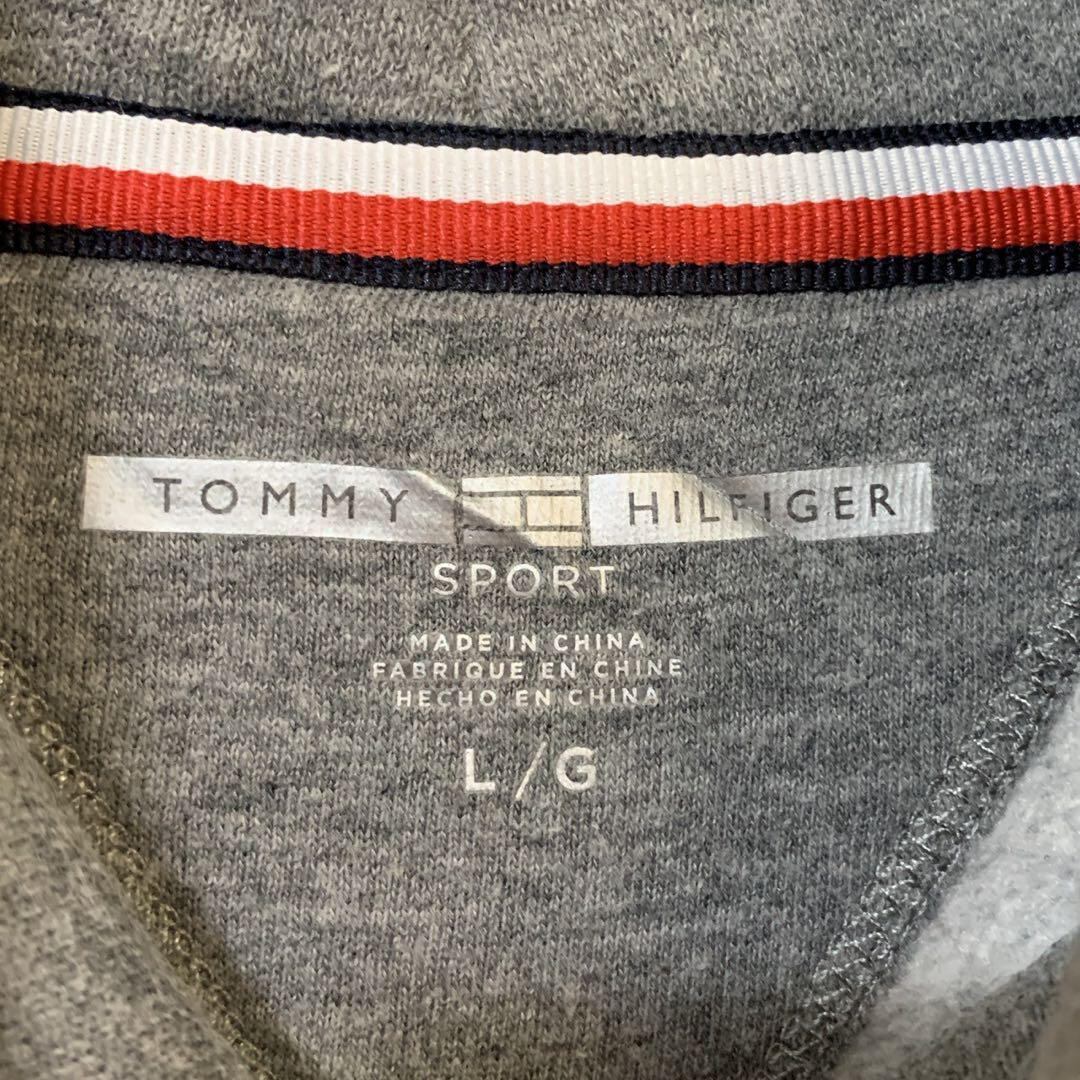 TOMMY HILFIGER
SPORT
MADE IN CHINA
FABRIQUE EN CHINE
HECHO EN CHINA
L/G